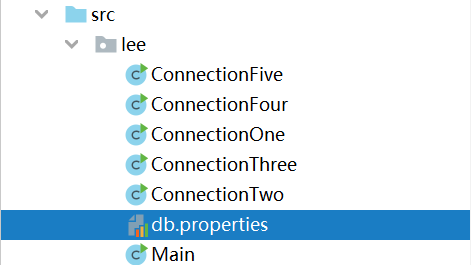 src
lee
ConnectionFive
ConnectionFour
ConnectionOne
ConnectionThree
ConnectionTwo
db.properties
Main